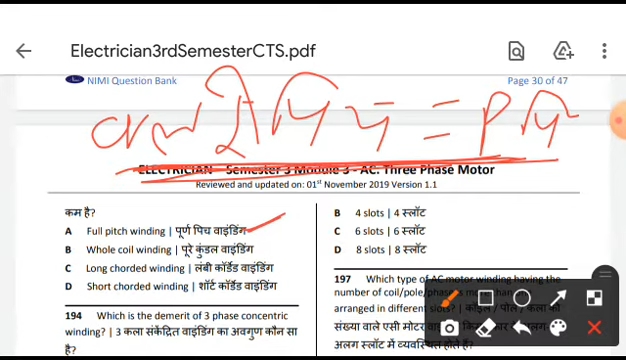 Electrician3rdSemesterCTS.pdf
NIMI Question Bank
Page 30 of 47
ELECTRICIAN - Semester 3 Module 3 - AC: Three Phase Motor
Reviewed and updated on: 01st November 2019 Version 1.1
कम है?
A Full pitch winding | पूर्ण पिच वाइंडिंग
B Whole coil winding | पूरे कुंडल वाइंडिंग
C Long chorded winding | लंबी कॉर्डेड वाइंडिंग
D Short chorded winding | शॉर्ट कॉर्डेड वाइंडिंग
194 Which is the demerit of 3 phase concentric
winding? | 3 कला संकेंद्रित वाइंडिंग का अवगुण कौन सा
है?
B 4 slots | 4 स्लॉट
C 6 slots | 6 स्लॉट
D 8 slots | 8 स्लॉट
197 Which type of AC motor winding having the
number of coil/pole/phase
arranged in different slots?
संख्या वाले एसी मोटर
अलग स्लॉट में व्यवस्थित होते हैं?